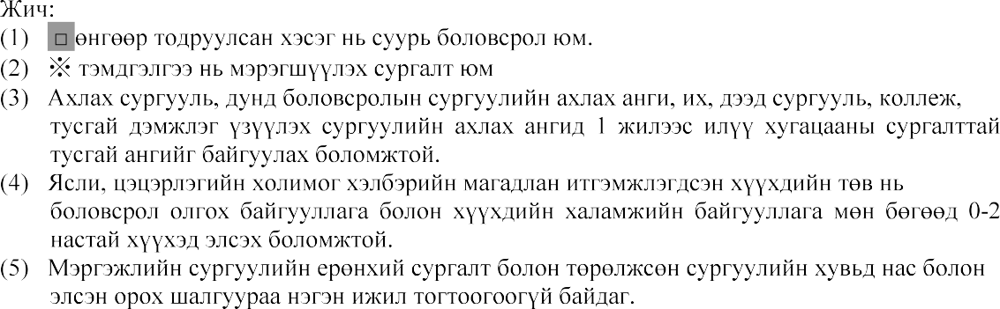 Жич:
(1) □ өнгөөр тодруулсан хэсэг нь суурь боловсрол юм.
(2) ※ тэмдгэлгээ нь мэрэгшүүлэх сургалт юм
(3) Ахлах сургууль, дунд боловсролын сургуулийн ахлах анги, их, дээд сургууль, коллеж,
тусгай дэмжлэг үзүүлэх сургуулийн ахлах ангид 1 жилээс илүү хугацааны сургалттай
тусгай ангийг байгуулах боломжтой.
(4) Ясли, цэцэрлэгийн холимог хэлбэрийн магадлан итгэмжлэгдсэн хүүхдийн төв нь
боловсрол олгох байгууллага болон хүүхдийн халамжийн байгууллага мөн бөгөөд 0-2
настай хүүхэд элсэх боломжтой.
(5) Мэргэжлийн сургуулийн ерөнхий сургалт болон төрөлжсөн сургуулийн хувьд нас болон
элсэн орох шалгуураа нэгэн ижил тогтоогоогүй байдаг.